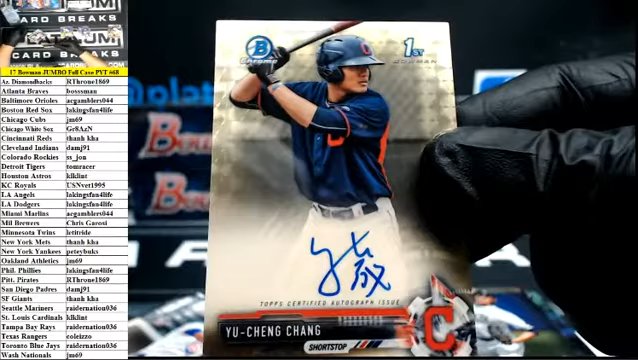 CARD BREAKS
CARD BREAKS
17 Bowman JUMBO Full Case PYT #68
Az. Diamondbacks RThrone1869
Atlanta Braves bosssman
Baltimore Orioles acgamblers044
Boston Red Sox lakingsfan4life
Chicago Cubs jm69
Chicago White Sox Gr8AzN
Cincinnati Reds thanh kha
Cleveland Indians damj91
Colorado Rockies ss_jon
Detroit Tigers tomracer
Houston Astros klklint
KC Royals USNvet1995
LA Angels lakingsfan4life
LA Dodgers lakingsfan4life
Miami Marlins acgamblers044
Mil Brewers Chris Garosi
Minnesota Twins letitride
New York Mets thanh kha
New York Yankees peteybuks
Oakland Athletics jm69
Phil. Phillies lakingsfan4life
Pitt. Pirates RThrone1869
San Diego Padres damj91
SF Giants thanh kha
Seattle Mariners raidernation036
St. Louis Cardinals klklint
Tampa Bay Rays raidernation036
Texas Rangers coleizzo
Toronto Blue Jays raidernation036
Wash Nationals jm69
B
Chrome
1ST
BOWMAN
C
TOPPS CERTIFIED AUTOGRAPH ISSUE
YU-CHENG CHANG
SHORTSTOP
C